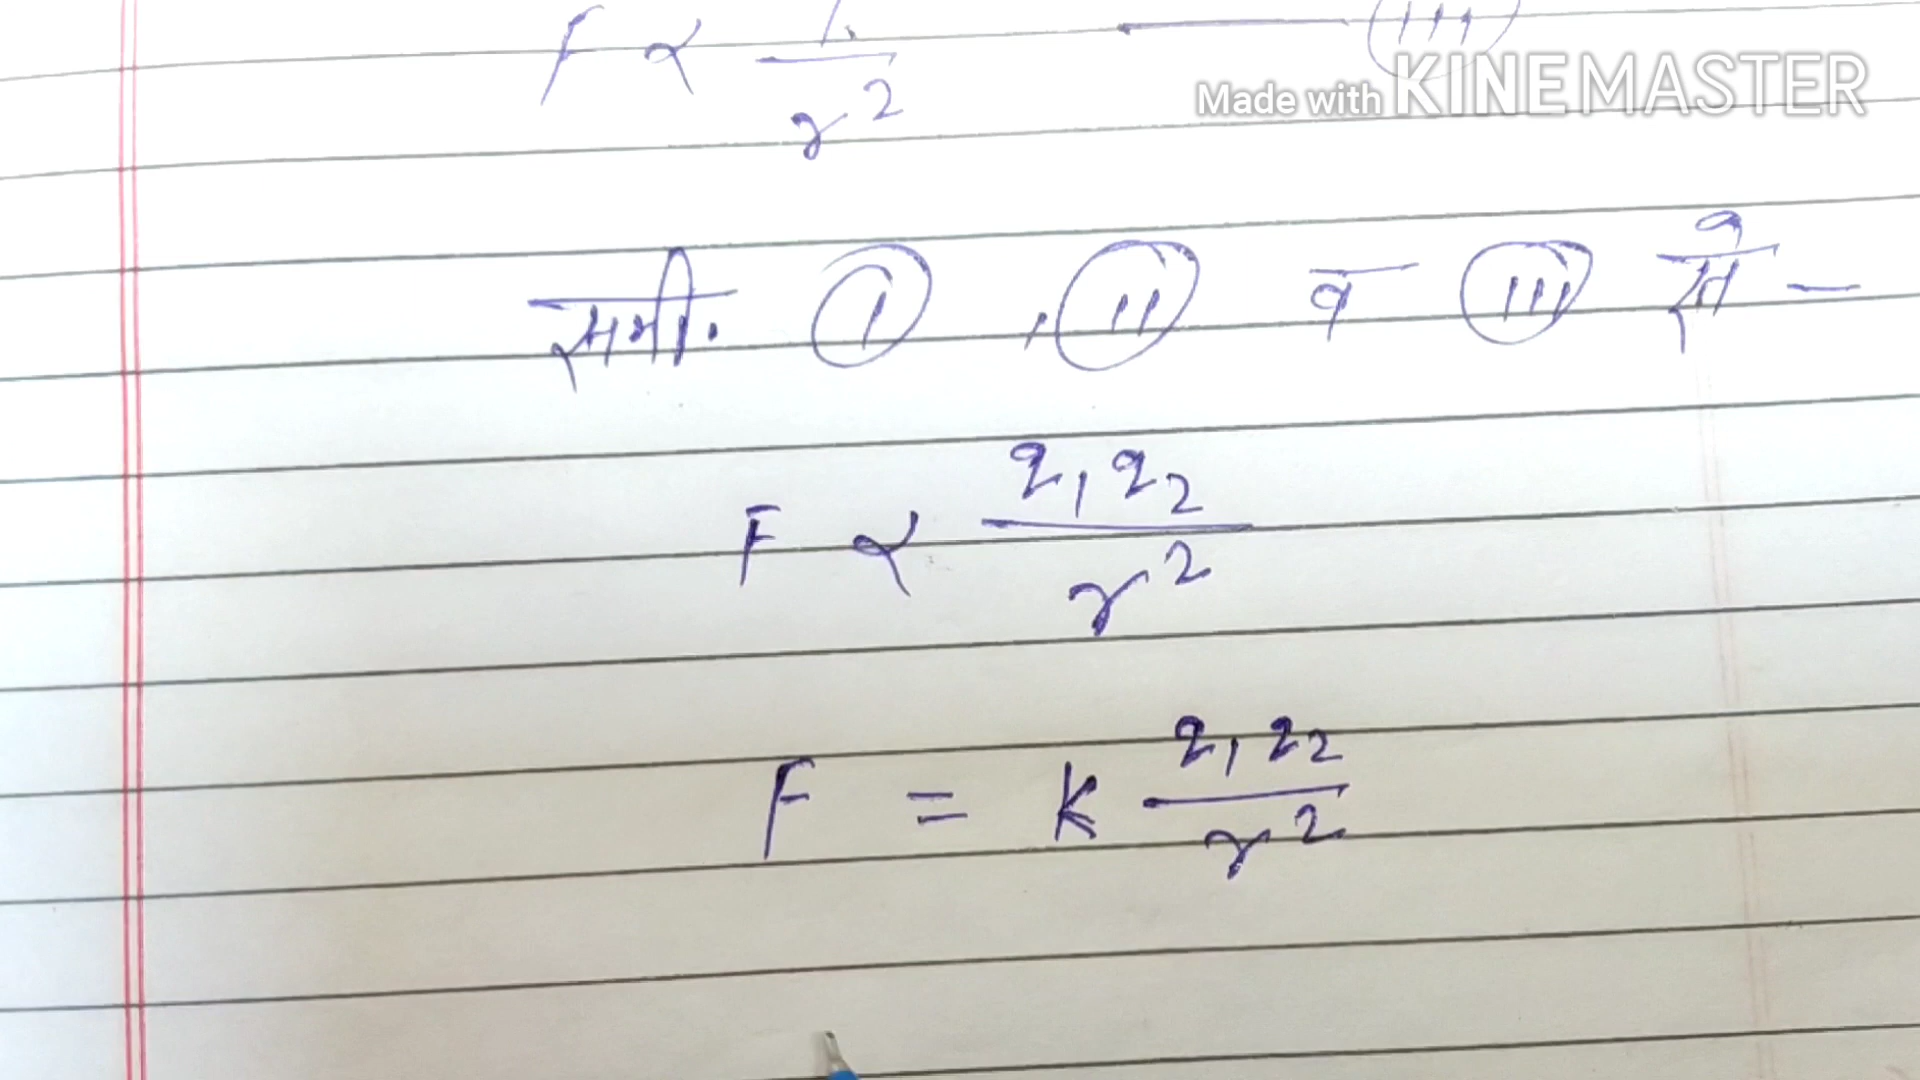 F ∝ 1/r² —— (iii)
Made with KINEMASTER
समी. (i) , (ii) व (iii) से –
F ∝ q₁q₂/r²
F = k q₁q₂/r²